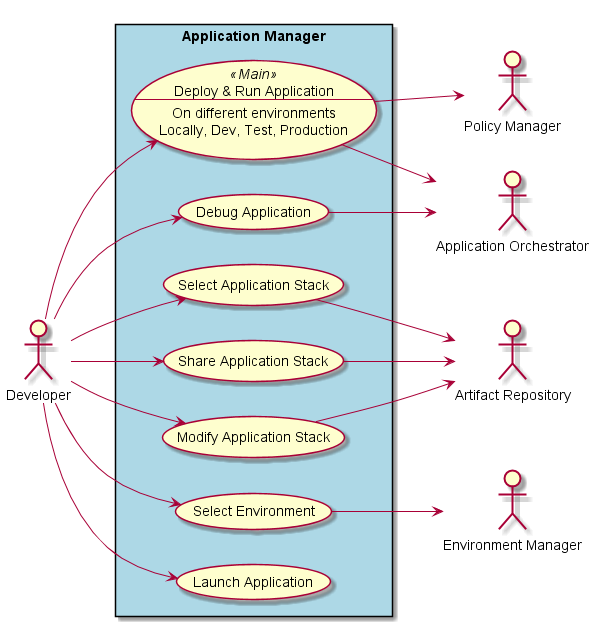 Application Manager
«Main»
Deploy & Run Application
On different environments
Locally, Dev, Test, Production
Policy Manager
Debug Application
Application Orchestrator
Select Application Stack
Share Application Stack
Developer
Artifact Repository
Modify Application Stack
Select Environment
Environment Manager
Launch Application